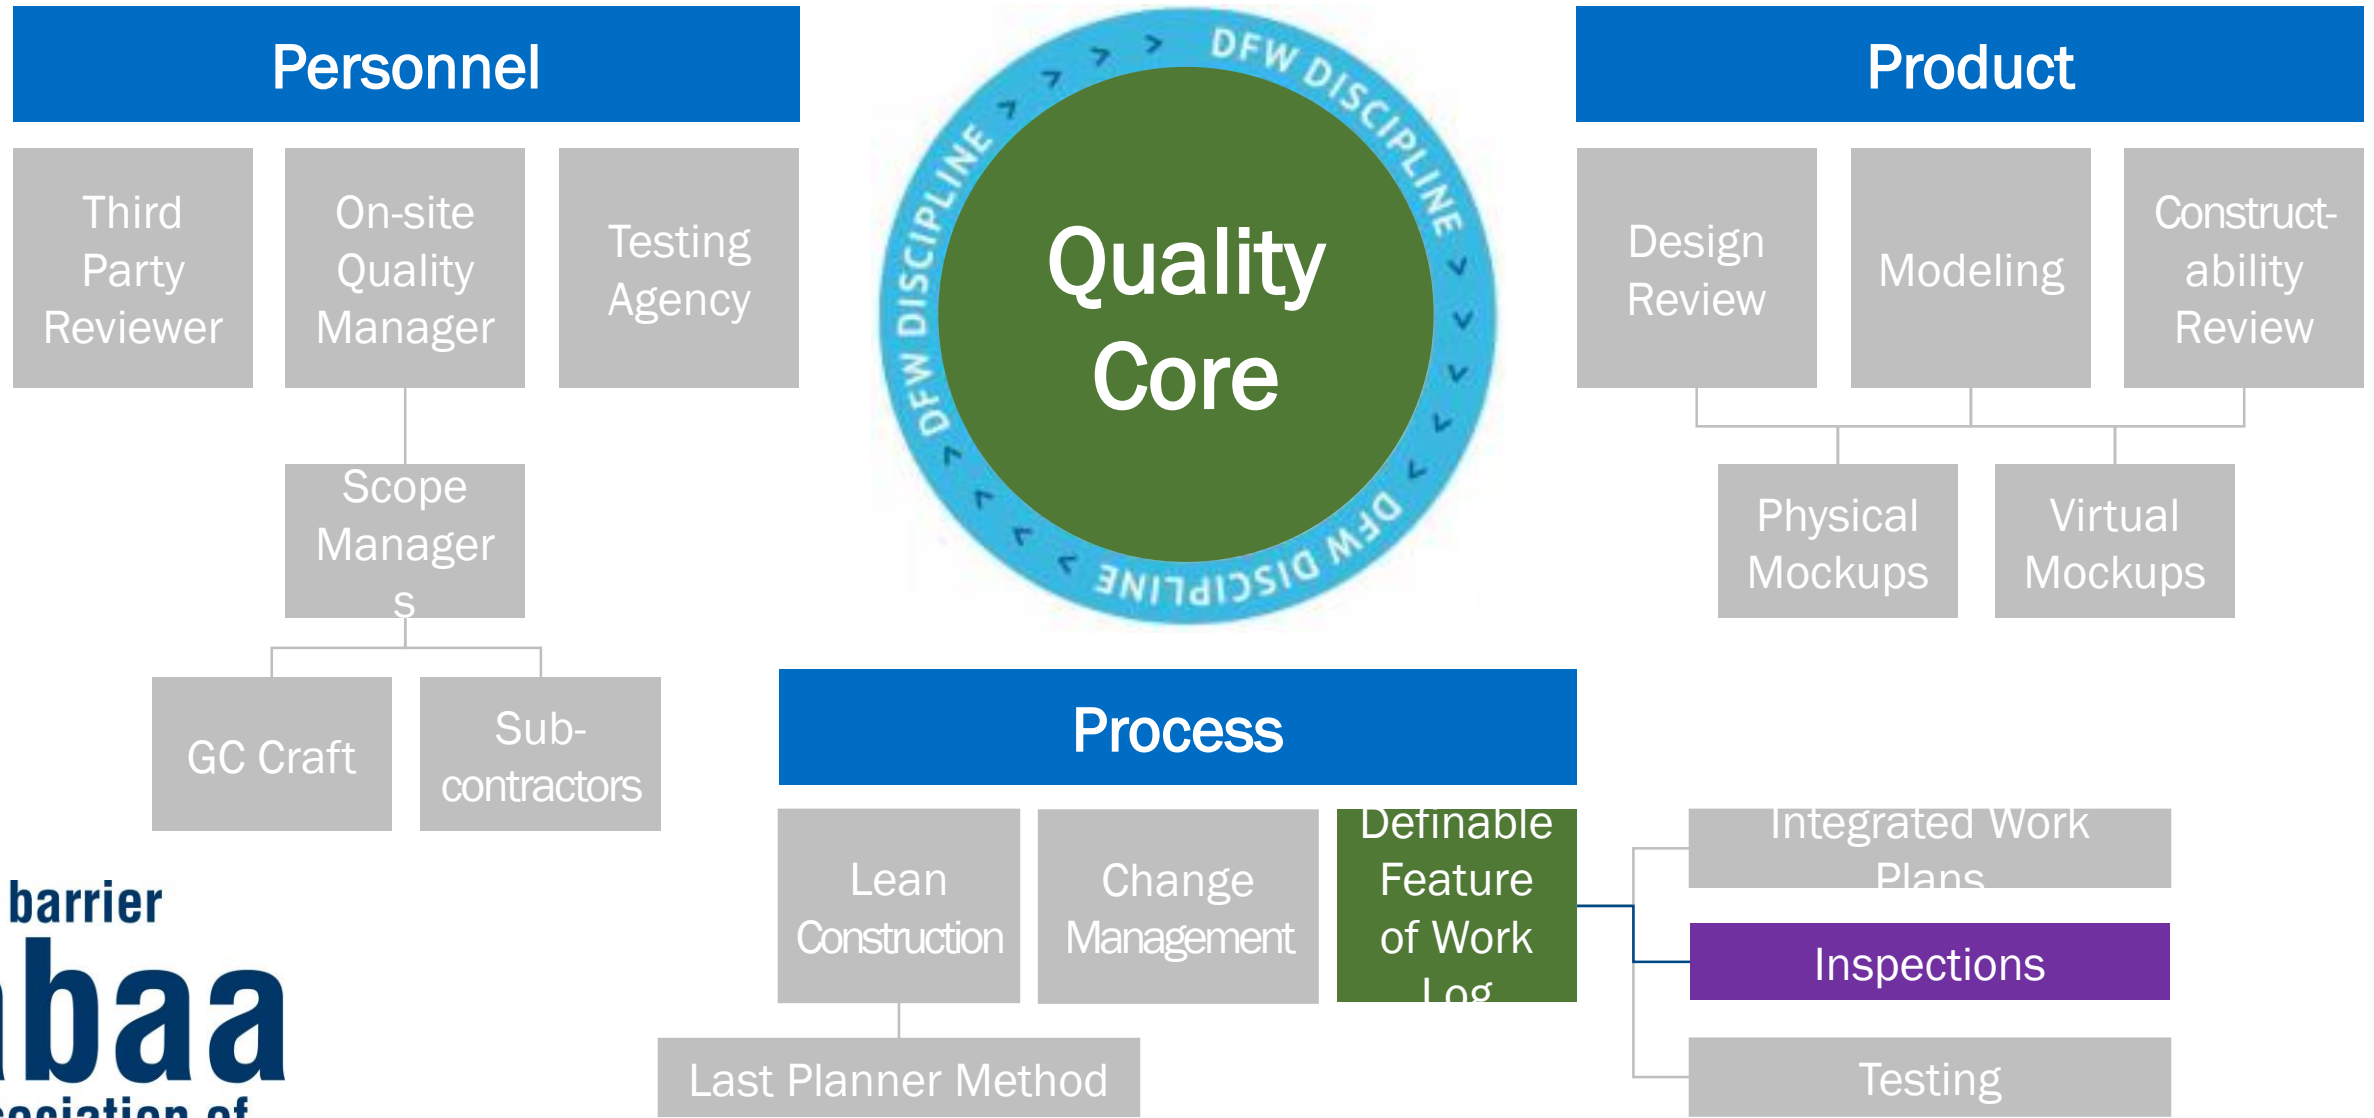 Personnel
Third
Party
Reviewer
On-site
Quality
Manager
Testing
Agency
Scope
Manager
s
GC Craft
Sub-
contractors
DFW DISCIPLINE > > > > >
DFW DISCIPLINE > > > > >
DFW DISCIPLINE > > > > >
Quality
Core
Product
Design
Review
Modeling
Construct-
ability
Review
Physical
Mockups
Virtual
Mockups
Process
Lean
Construction
Change
Management
Definable
Feature
of Work
Log
Last Planner Method
Integrated Work
Plans
Inspections
Testing
barrier
baa